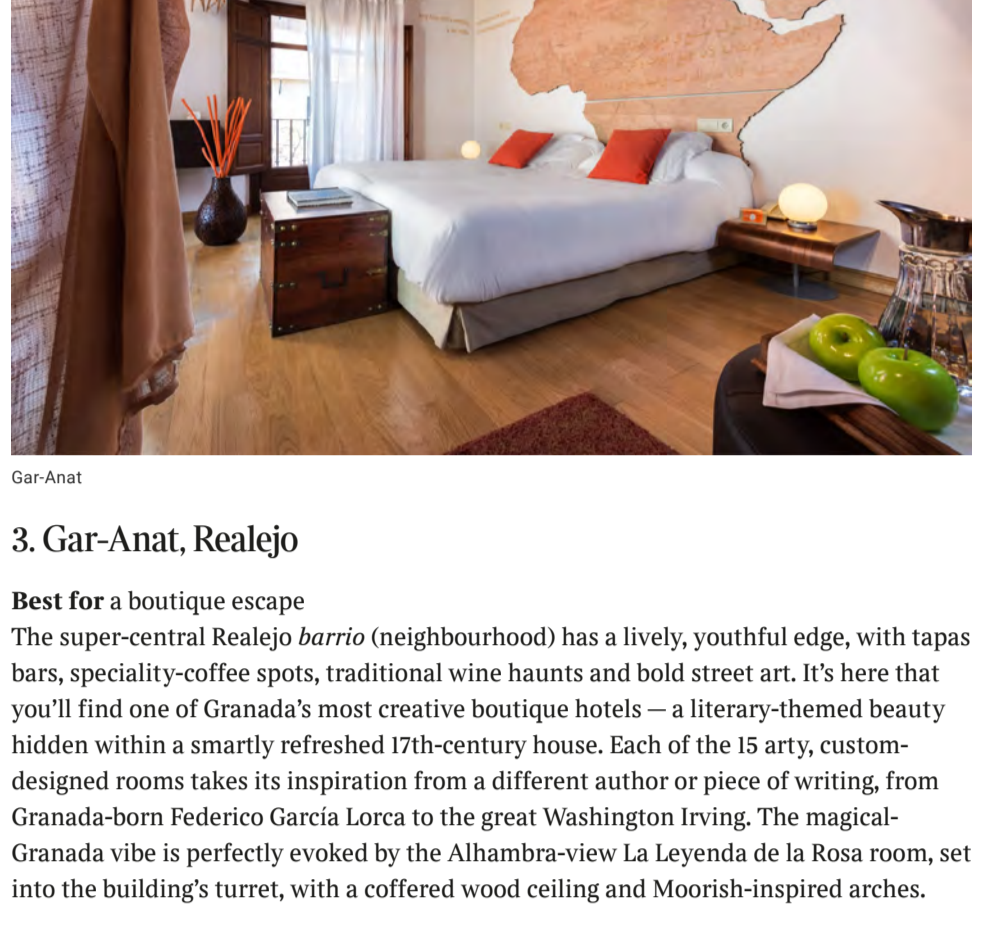 Gar-Anat
3. Gar-Anat, Realejo
Best for a boutique escape
The super-central Realejo barrio (neighbourhood) has a lively, youthful edge, with tapas
bars, speciality-coffee spots, traditional wine haunts and bold street art. It’s here that
you’ll find one of Granada’s most creative boutique hotels — a literary-themed beauty
hidden within a smartly refreshed 17th-century house. Each of the 15 arty, custom-
designed rooms takes its inspiration from a different author or piece of writing, from
Granada-born Federico García Lorca to the great Washington Irving. The magical-
Granada vibe is perfectly evoked by the Alhambra-view La Leyenda de la Rosa room, set
into the building’s turret, with a coffered wood ceiling and Moorish-inspired arches.